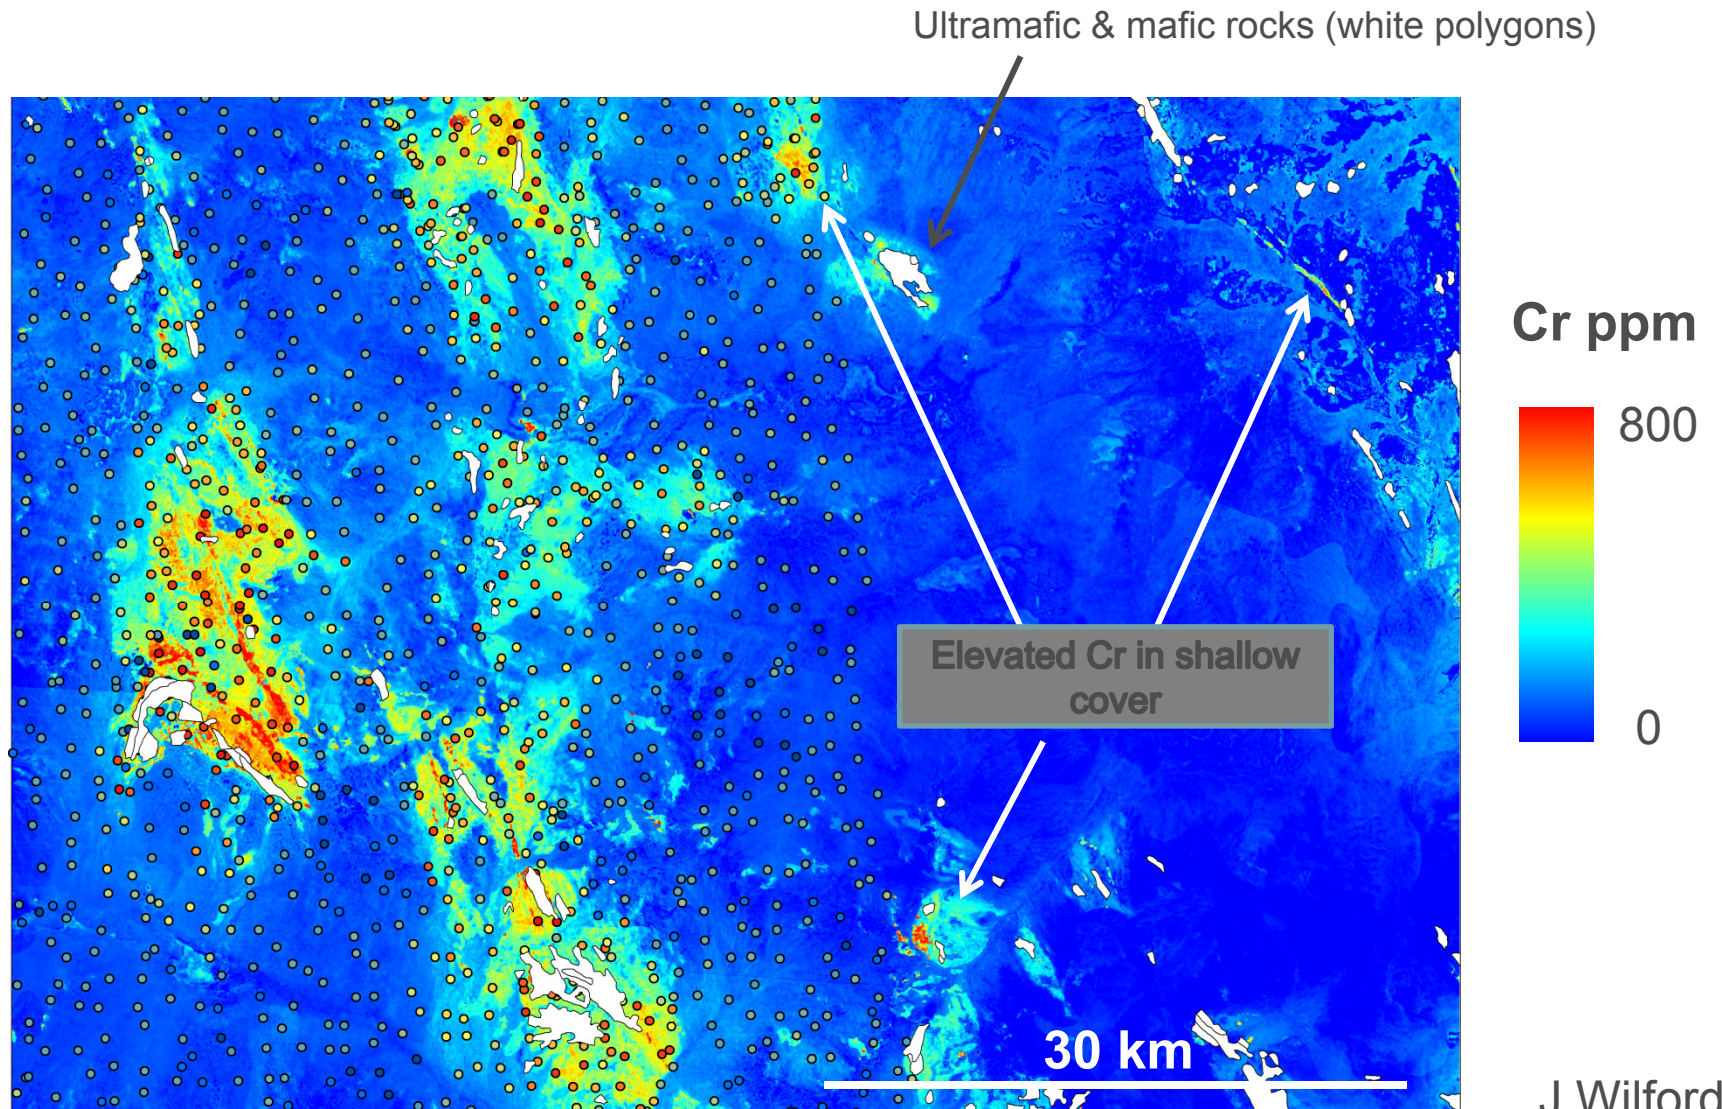 Ultramafic & mafic rocks (white polygons)
Cr ppm
800
0
Elevated Cr in shallow
cover
30 km
J Wilford